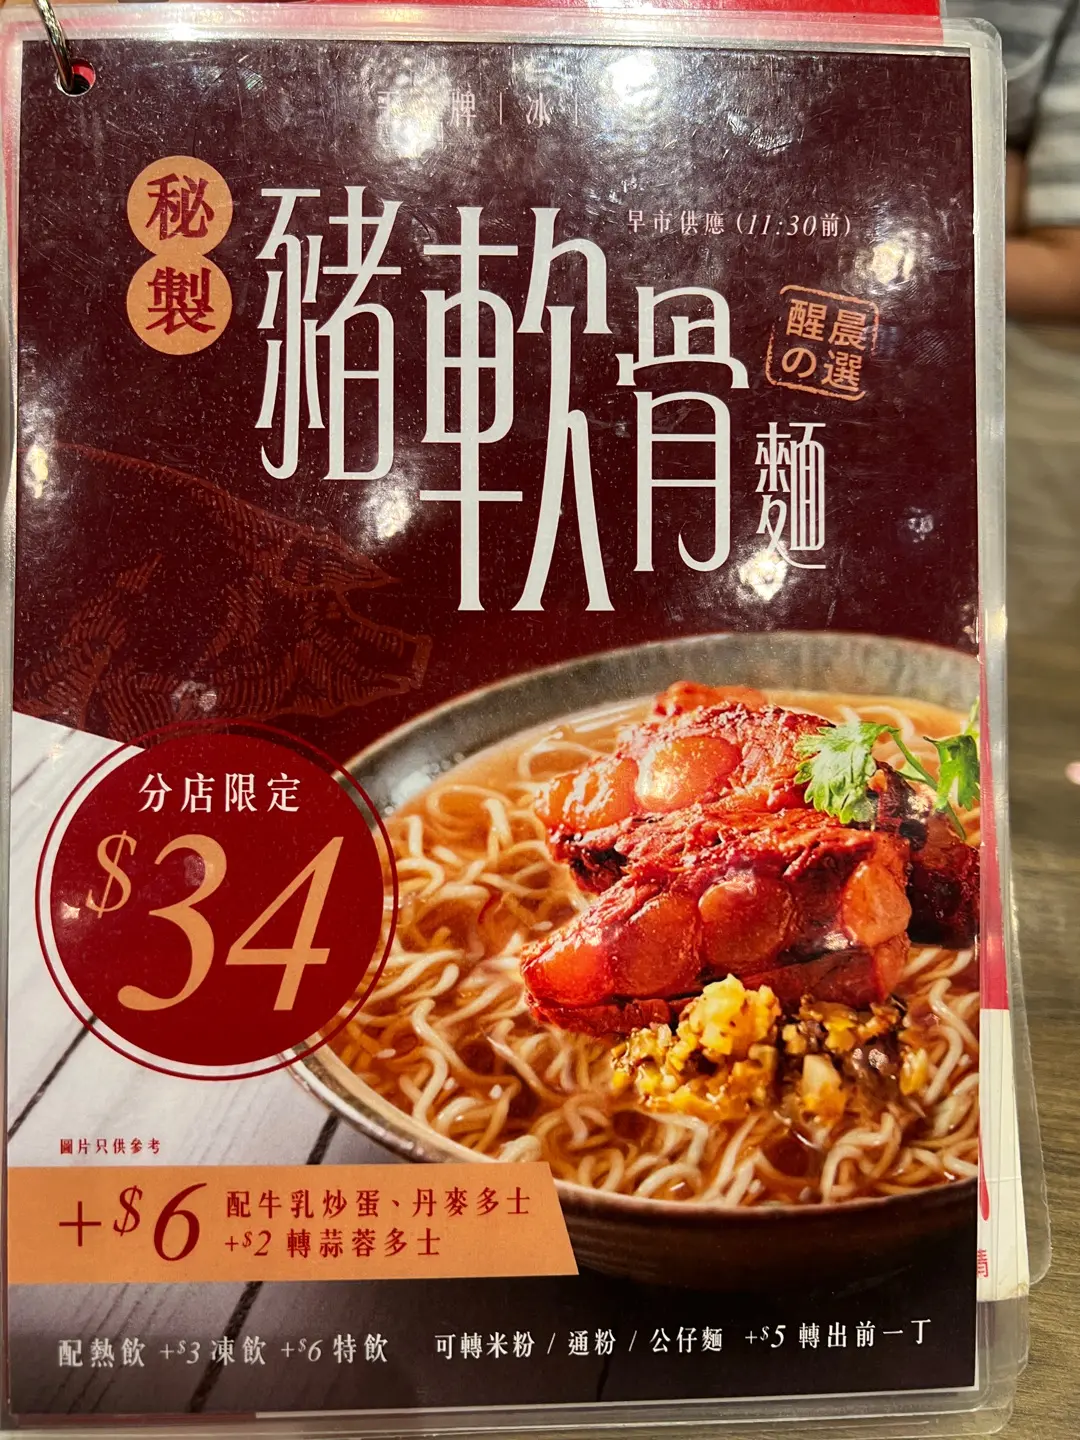 牌 | 冰 |
秘製
豬軟骨麵
早市供應 (11:30前)
醒晨
の選
分店限定
$34
圖片只供參考
+$6 配牛乳炒蛋、丹麥多士
+$2 轉蒜蓉多士
配熱飲 +$3 凍飲 +$6 特飲
可轉米粉 / 通粉 / 公仔麵 +$5 轉出前一丁